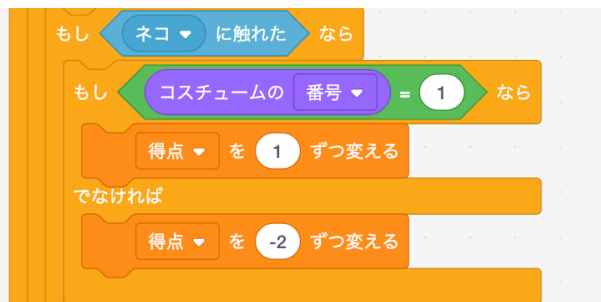 もし ネコ に触れた なら
もし コスチュームの 番号 = 1 なら
得点 を 1 ずつ変える
でなければ
得点 を -2 ずつ変える